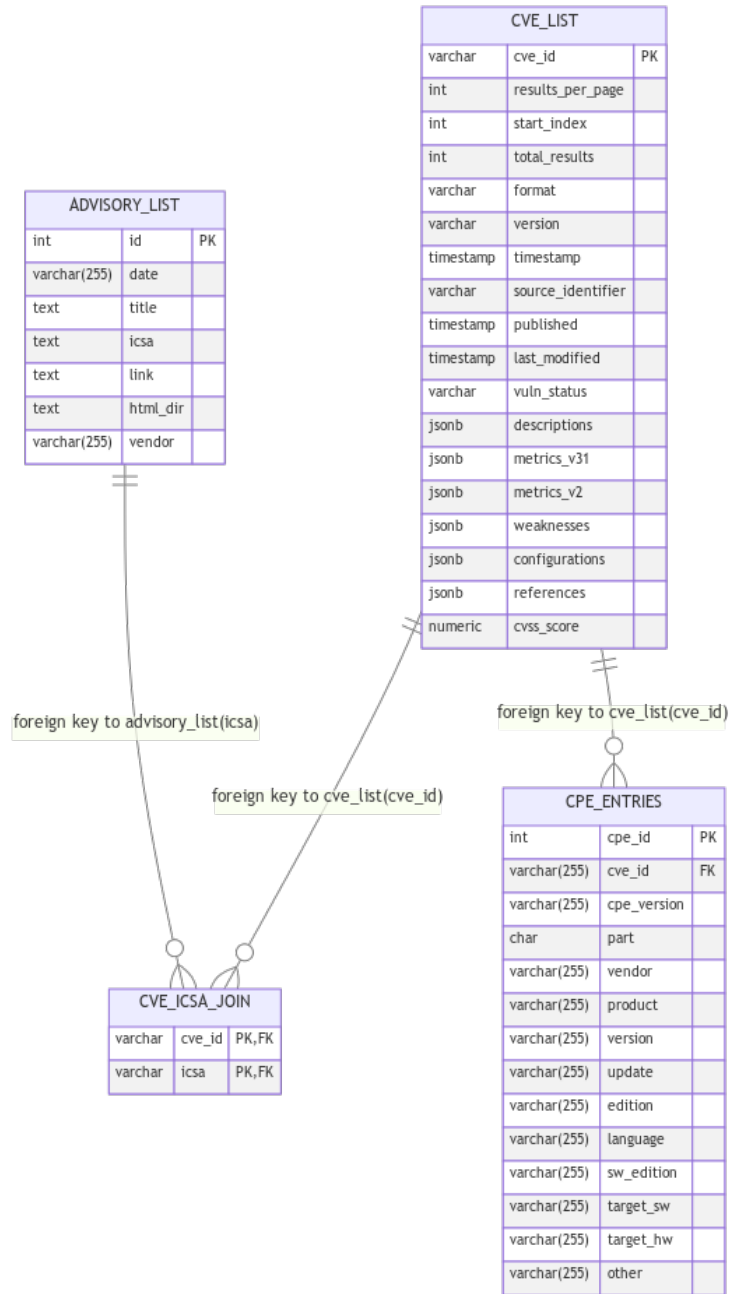 CVE_LIST
varchar cve_id PK
int results_per_page
int start_index
int total_results
varchar format
varchar version
timestamp timestamp
varchar source_identifier
timestamp published
timestamp last_modified
varchar vuln_status
jsonb descriptions
jsonb metrics_v31
jsonb metrics_v2
jsonb weaknesses
jsonb configurations
jsonb references
numeric cvss_score
ADVISORY_LIST
int id PK
varchar(255) date
text title
text icsa
text link
text html_dir
varchar(255) vendor
foreign key to advisory_list(icsa)
foreign key to cve_list(cve_id)
foreign key to cve_list(cve_id)
CVE_ICSA_JOIN
varchar cve_id PK,FK
varchar icsa PK,FK
CPE_ENTRIES
int cpe_id PK
varchar(255) cve_id FK
varchar(255) cpe_version
char part
varchar(255) vendor
varchar(255) product
varchar(255) version
varchar(255) update
varchar(255) edition
varchar(255) language
varchar(255) sw_edition
varchar(255) target_sw
varchar(255) target_hw
varchar(255) other